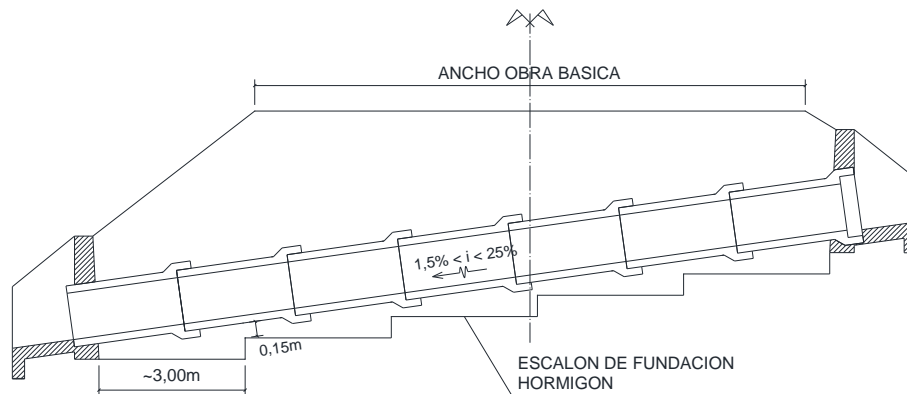 ANCHO OBRA BASICA
1,5% < i < 25%
0,15m
~3,00m
ESCALON DE FUNDACION
HORMIGON